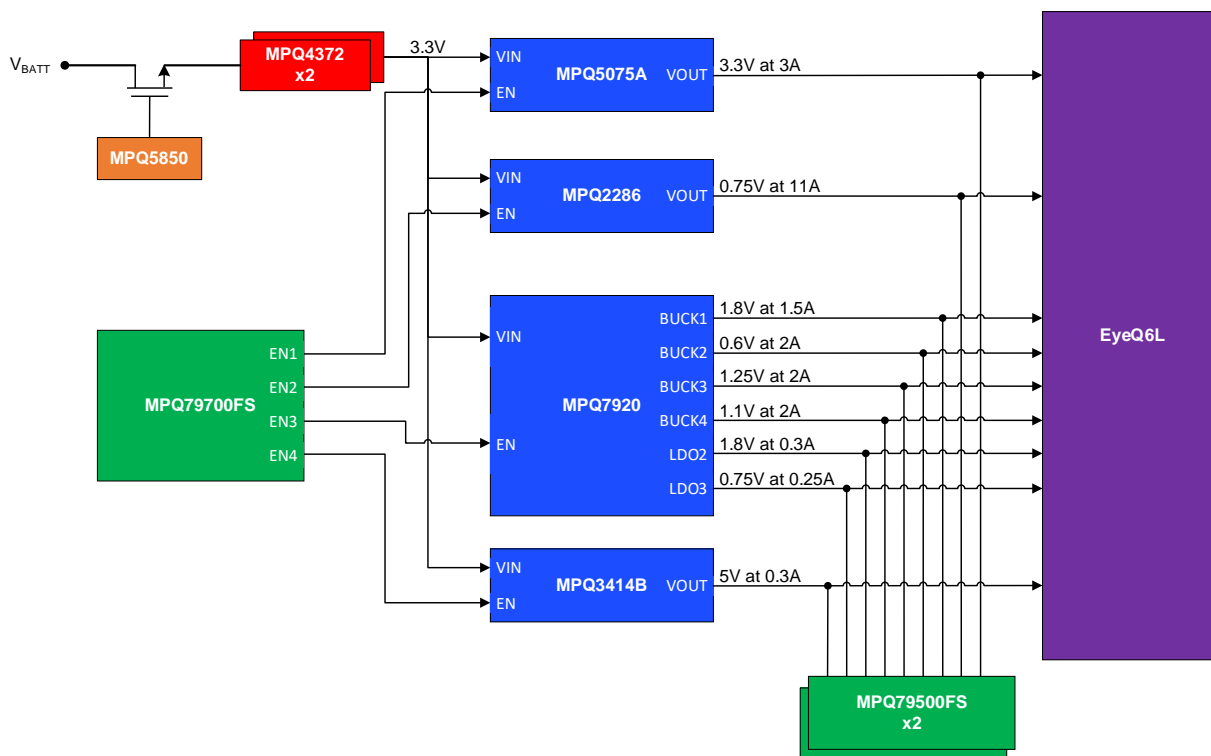 VBATT
MPQ4372
x2
3.3V
MPQ5850
VIN
EN
MPQ5075A
VOUT
3.3V at 3A
VIN
EN
MPQ2286
VOUT
0.75V at 11A
MPQ79700FS
EN1
EN2
EN3
EN4
VIN
EN
MPQ7920
BUCK1
BUCK2
BUCK3
BUCK4
LDO2
LDO3
1.8V at 1.5A
0.6V at 2A
1.25V at 2A
1.1V at 2A
1.8V at 0.3A
0.75V at 0.25A
VIN
EN
MPQ3414B
VOUT
5V at 0.3A
EyeQ6L
MPQ79500FS
x2